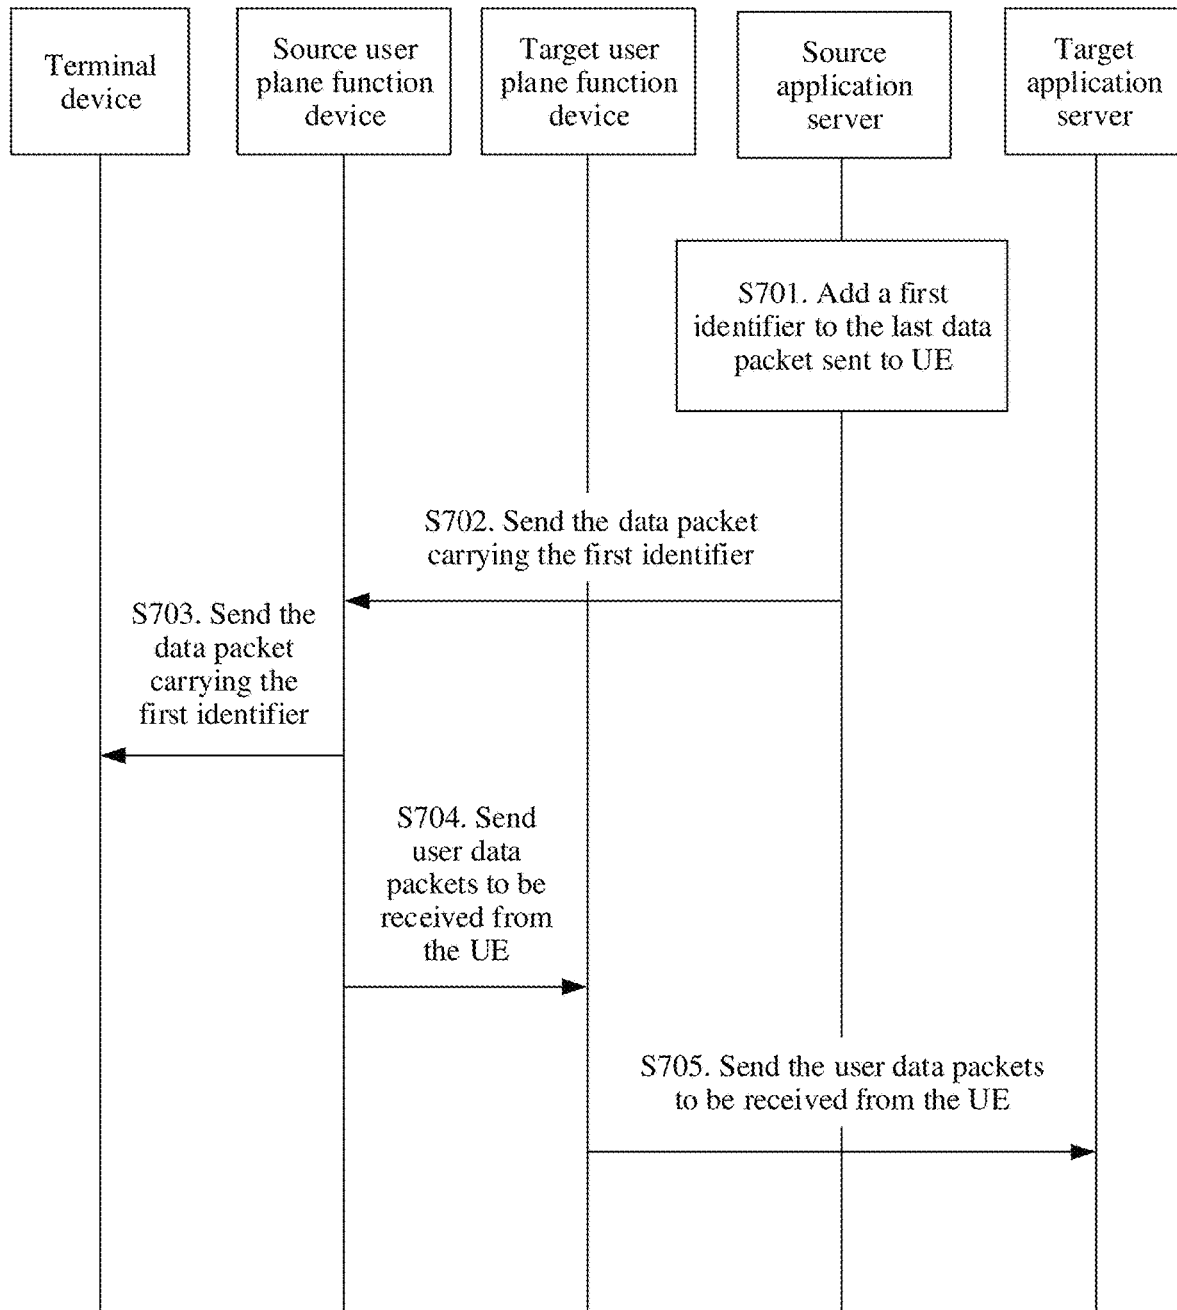 Terminal
device
Source user
plane function
device
Target user
plane function
device
Source
application
server
Target
application
server
S701. Add a first
identifier to the last data
packet sent to UE
S702. Send the data packet
carrying the first identifier
S703. Send the
data packet
carrying the
first identifier
S704. Send
user data
packets to be
received from
the UE
S705. Send the user data packets
to be received from the UE